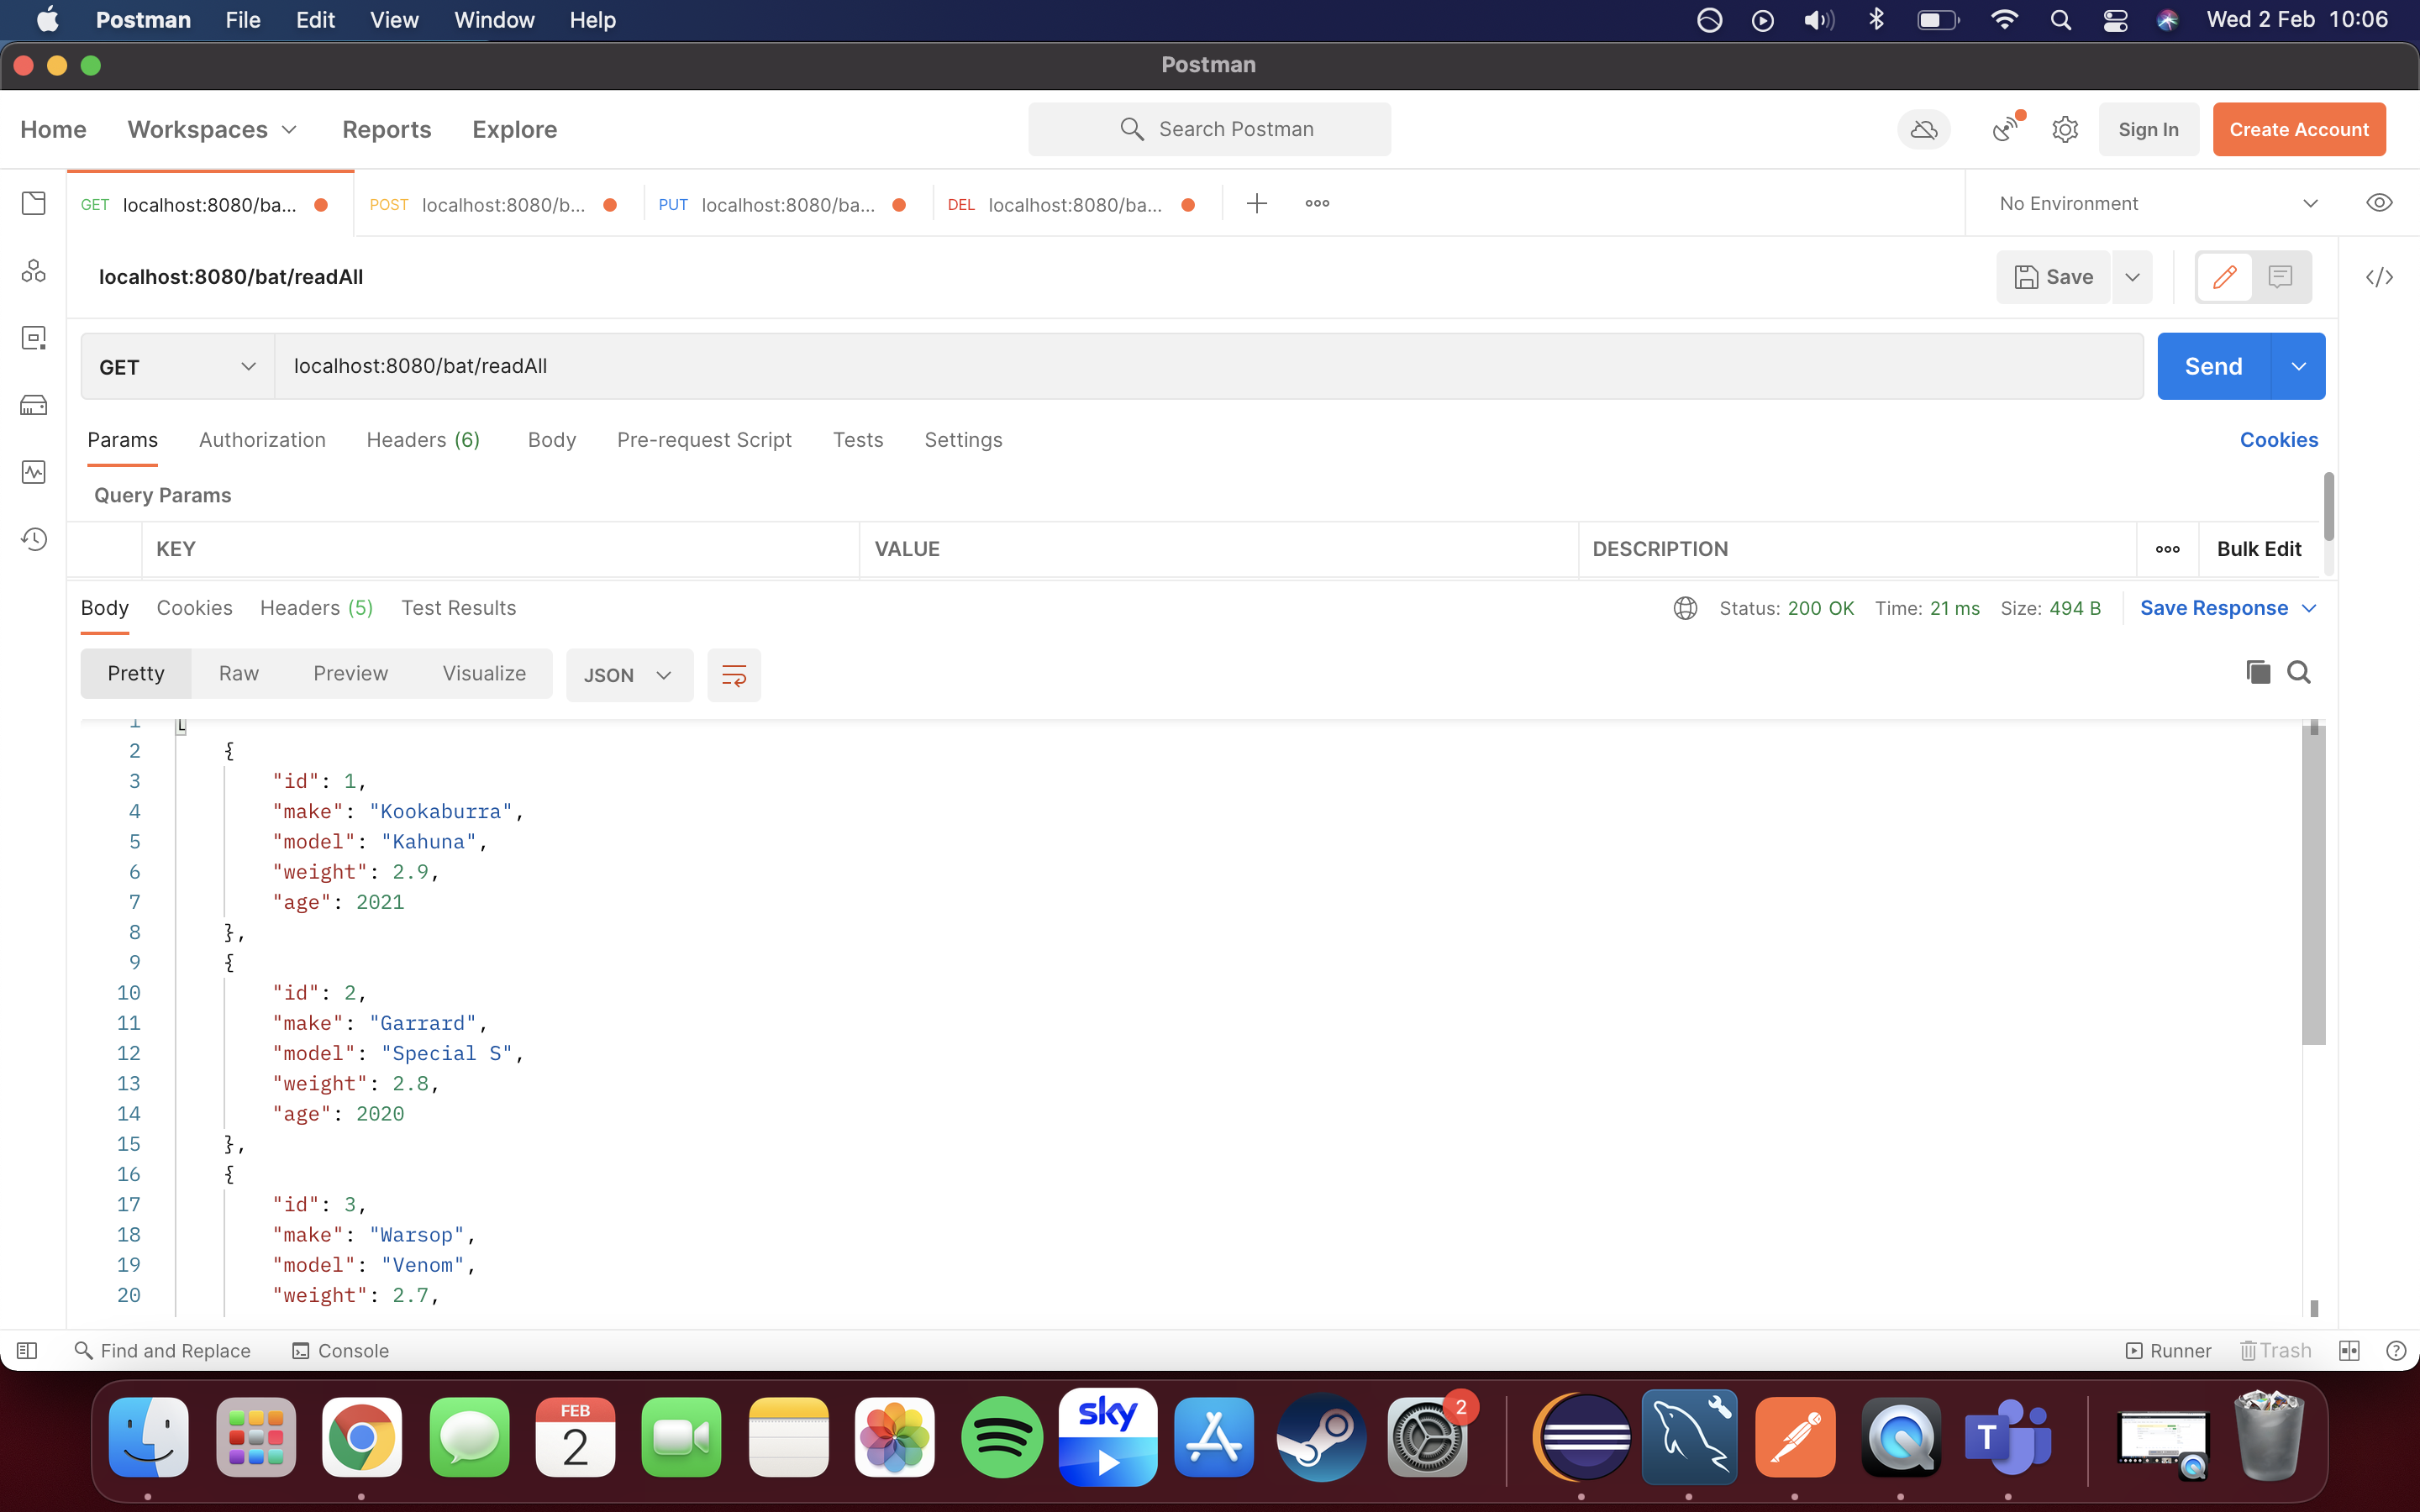 Postman File Edit View Window Help Wed 2 Feb 10:06
Postman
Home Workspaces Reports Explore Search Postman Sign In Create Account
GET localhost:8080/ba... POST localhost:8080/b... PUT localhost:8080/ba... DEL localhost:8080/ba... No Environment
localhost:8080/bat/readAll Save
GET localhost:8080/bat/readAll Send
Params Authorization Headers (6) Body Pre-request Script Tests Settings Cookies
Query Params
KEY VALUE DESCRIPTION Bulk Edit
Body Cookies Headers (5) Test Results Status: 200 OK Time: 21 ms Size: 494 B Save Response
Pretty Raw Preview Visualize JSON
1 [
2 {
3 "id": 1,
4 "make": "Kookaburra",
5 "model": "Kahuna",
6 "weight": 2.9,
7 "age": 2021
8 },
9 {
10 "id": 2,
11 "make": "Garrard",
12 "model": "Special S",
13 "weight": 2.8,
14 "age": 2020
15 },
16 {
17 "id": 3,
18 "make": "Warsop",
19 "model": "Venom",
20 "weight": 2.7,
Find and Replace Console Runner Trash
FEB
2
sky
2
T